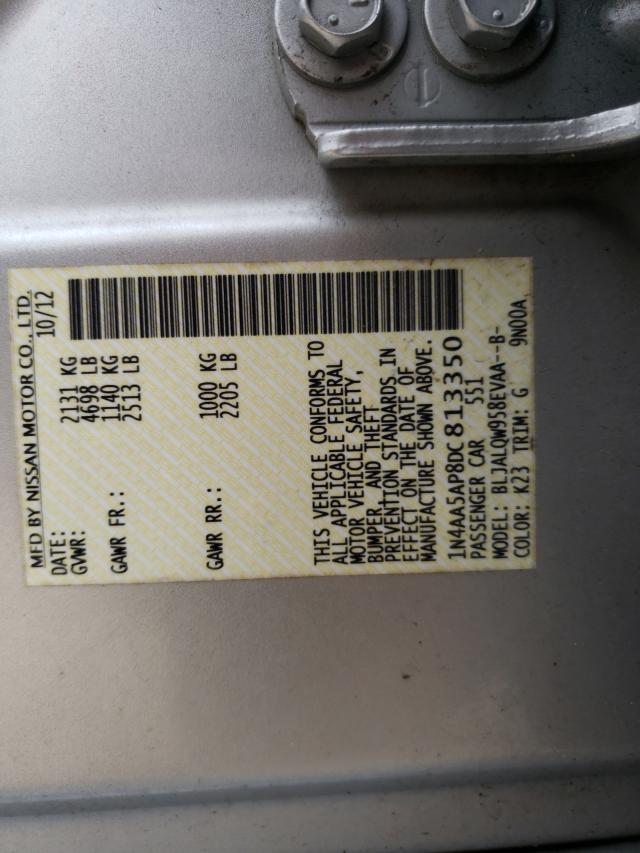 MFD BY NISSAN MOTOR CO., LTD.
DATE: 10/12
GVWR: 2131 KG
4698 LB
GAWR FR.: 1140 KG
2513 LB
GAWR RR.: 1000 KG
2205 LB
THIS VEHICLE CONFORMS TO
ALL APPLICABLE FEDERAL
MOTOR VEHICLE SAFETY,
BUMPER, AND THEFT
PREVENTION STANDARDS IN
EFFECT ON THE DATE OF
MANUFACTURE SHOWN ABOVE.
1N4AA5AP8DC813350
PASSENGER CAR 551
MODEL: BLJALQW958EVAA--B-
COLOR: K23 TRIM: G 9N00A